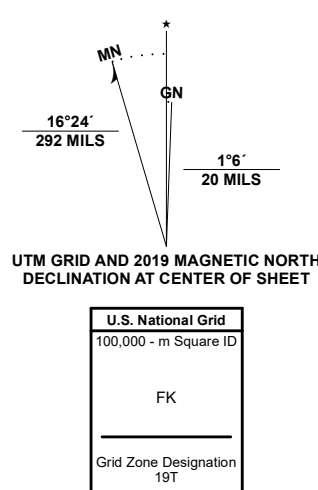 ★
MN
GN
16°24´
292 MILS
1°6´
20 MILS
UTM GRID AND 2019 MAGNETIC NORTH
DECLINATION AT CENTER OF SHEET
U.S. National Grid
100,000 - m Square ID
FK
Grid Zone Designation
19T